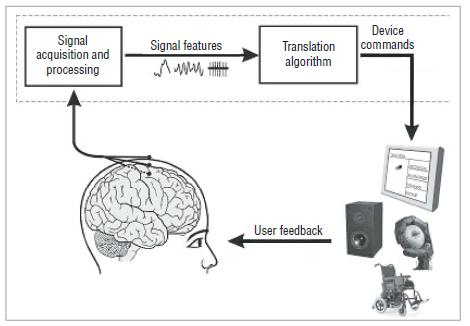 Signal
acquisition and
processing
Signal features
Translation
algorithm
Device
commands
User feedback